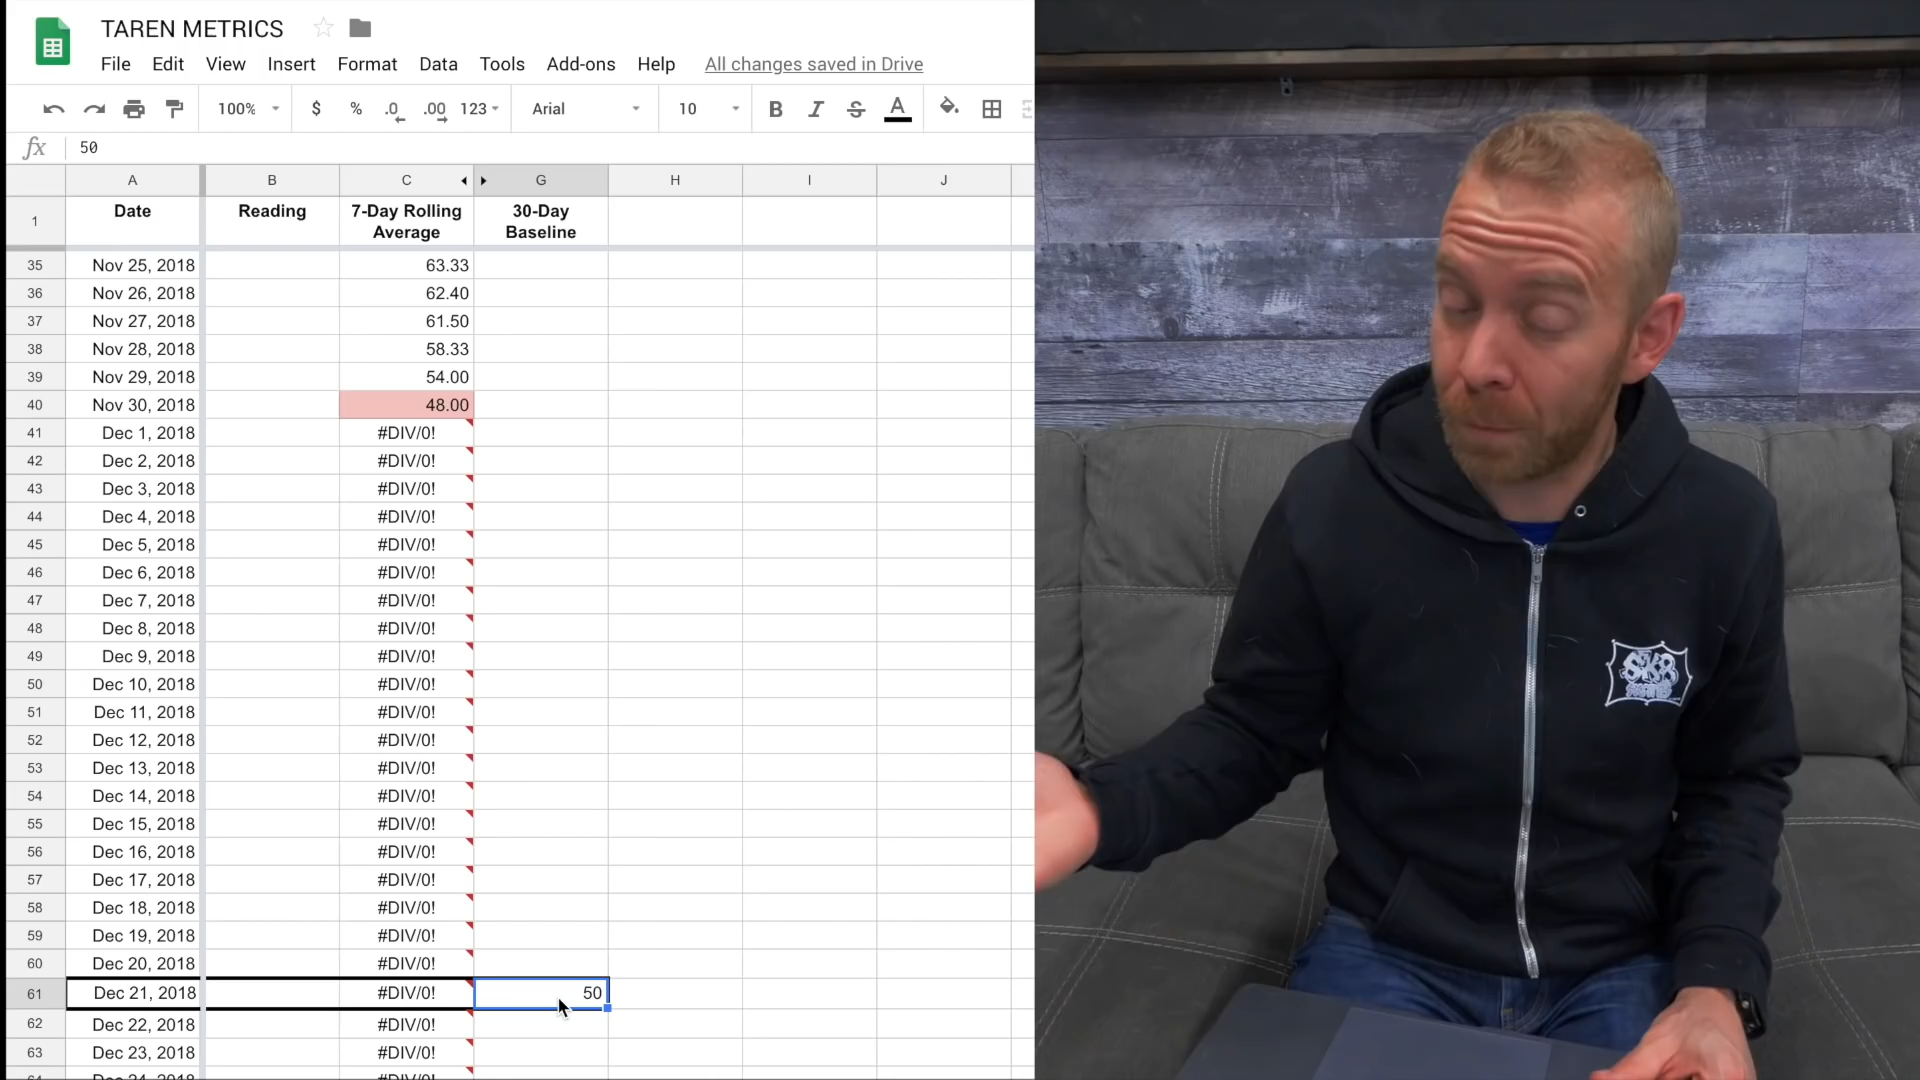 TAREN METRICS
File Edit View Insert Format Data Tools Add-ons Help All changes saved in Drive
100% $ % .0 .00 123 Arial 10 B I S A
fx 50
A B C G H I J
1 Date Reading 7-Day Rolling Average 30-Day Baseline
35 Nov 25, 2018 63.33
36 Nov 26, 2018 62.40
37 Nov 27, 2018 61.50
38 Nov 28, 2018 58.33
39 Nov 29, 2018 54.00
40 Nov 30, 2018 48.00
41 Dec 1, 2018 #DIV/0!
42 Dec 2, 2018 #DIV/0!
43 Dec 3, 2018 #DIV/0!
44 Dec 4, 2018 #DIV/0!
45 Dec 5, 2018 #DIV/0!
46 Dec 6, 2018 #DIV/0!
47 Dec 7, 2018 #DIV/0!
48 Dec 8, 2018 #DIV/0!
49 Dec 9, 2018 #DIV/0!
50 Dec 10, 2018 #DIV/0!
51 Dec 11, 2018 #DIV/0!
52 Dec 12, 2018 #DIV/0!
53 Dec 13, 2018 #DIV/0!
54 Dec 14, 2018 #DIV/0!
55 Dec 15, 2018 #DIV/0!
56 Dec 16, 2018 #DIV/0!
57 Dec 17, 2018 #DIV/0!
58 Dec 18, 2018 #DIV/0!
59 Dec 19, 2018 #DIV/0!
60 Dec 20, 2018 #DIV/0!
61 Dec 21, 2018 #DIV/0! 50
62 Dec 22, 2018 #DIV/0!
63 Dec 23, 2018 #DIV/0!